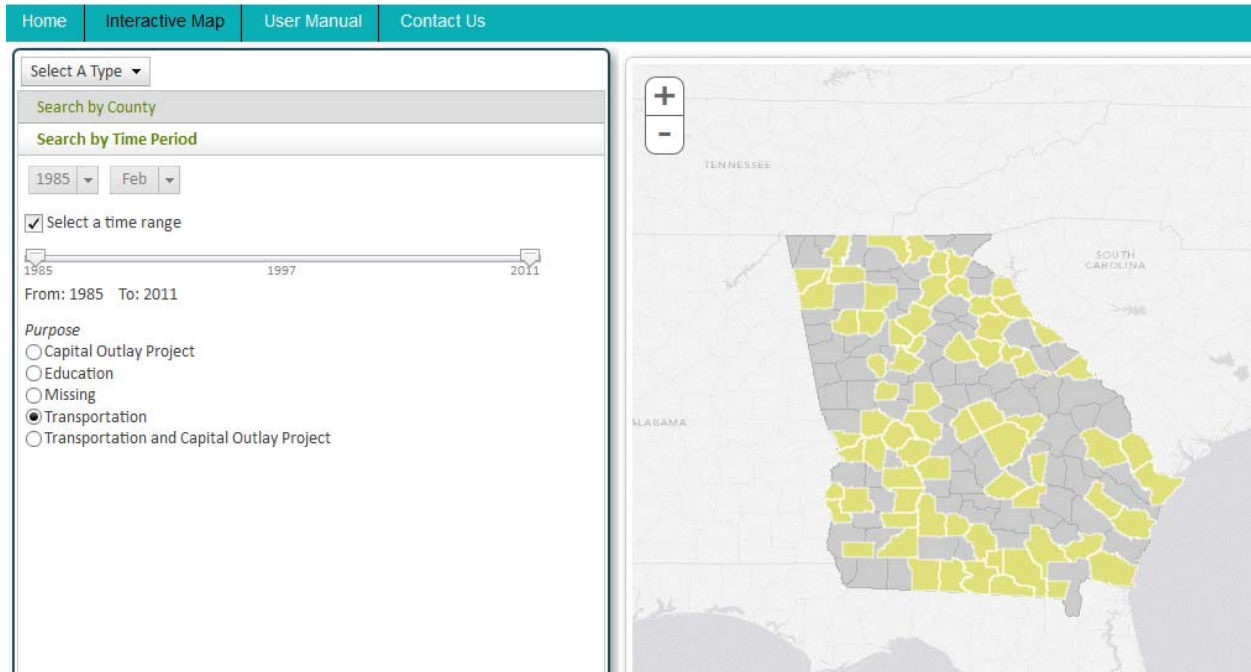 Home Interactive Map User Manual Contact Us
Select A Type
Search by County
Search by Time Period
1985 Feb
Select a time range
1985 1997 2011
From: 1985 To: 2011
Purpose
Capital Outlay Project
Education
Missing
Transportation
Transportation and Capital Outlay Project
+
-
TENNESSEE
SOUTH
CAROLINA
ALABAMA